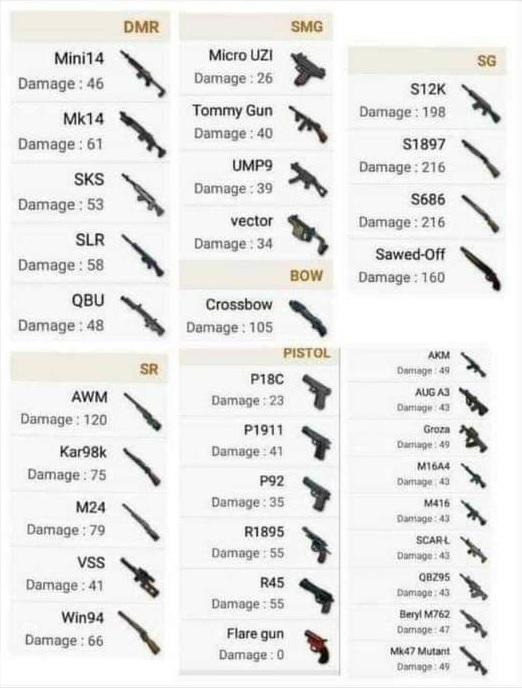 DMR
Mini14
Damage : 46
Mk14
Damage : 61
SKS
Damage : 53
SLR
Damage : 58
QBU
Damage : 48
SMG
Micro UZI
Damage : 26
Tommy Gun
Damage : 40
UMP9
Damage : 39
vector
Damage : 34
BOW
Crossbow
Damage : 105
SG
S12K
Damage : 198
S1897
Damage : 216
S686
Damage : 216
Sawed-Off
Damage : 160
SR
AWM
Damage : 120
Kar98k
Damage : 75
M24
Damage : 79
VSS
Damage : 41
Win94
Damage : 66
PISTOL
P18C
Damage : 23
P1911
Damage : 41
P92
Damage : 35
R1895
Damage : 55
R45
Damage : 55
Flare gun
Damage : 0
AKM
Damage : 49
AUG A3
Damage : 43
Groza
Damage : 49
M16A4
Damage : 43
M416
Damage : 43
SCAR-L
Damage : 43
QBZ95
Damage : 43
Beryl M762
Damage : 47
Mk47 Mutant
Damage : 49